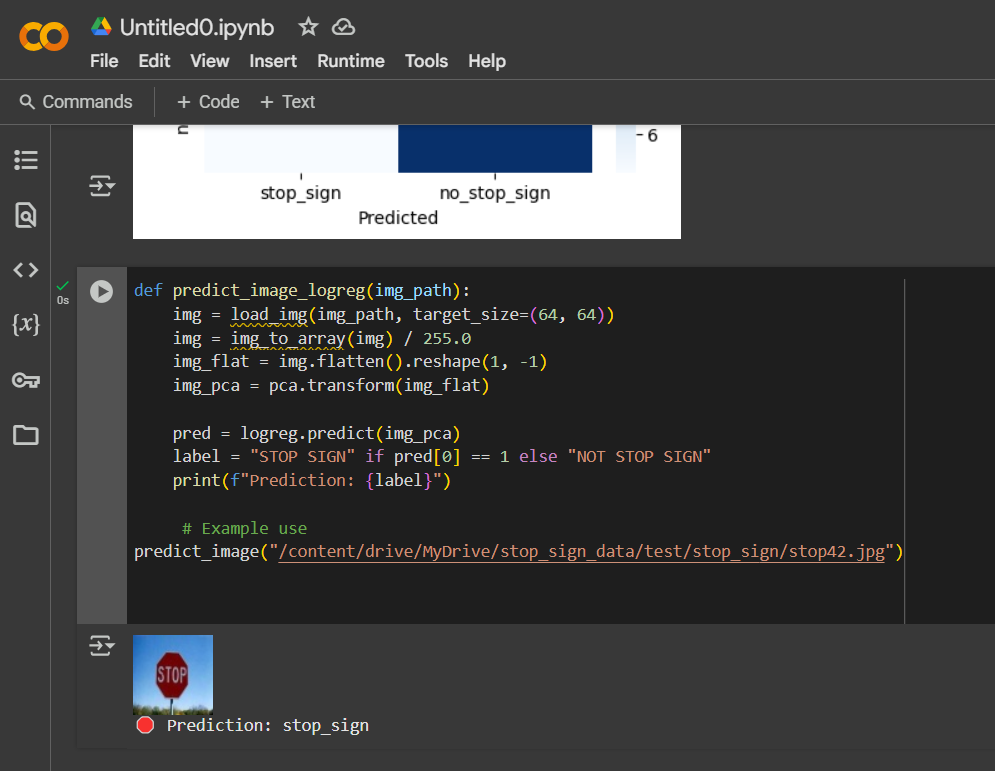 Untitled0.ipynb
File Edit View Insert Runtime Tools Help
Commands + Code + Text
6
stop_sign no_stop_sign
Predicted
0s
def predict_image_logreg(img_path):
    img = load_img(img_path, target_size=(64, 64))
    img = img_to_array(img) / 255.0
    img_flat = img.flatten().reshape(1, -1)
    img_pca = pca.transform(img_flat)
    pred = logreg.predict(img_pca)
    label = "STOP SIGN" if pred[0] == 1 else "NOT STOP SIGN"
    print(f"Prediction: {label}")
     # Example use
predict_image("/content/drive/MyDrive/stop_sign_data/test/stop_sign/stop42.jpg")
STOP
Prediction: stop_sign